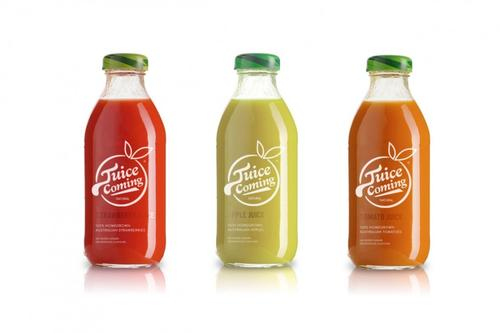 Juice
Coming
NATURAL
STRAWBERRY
100% HOMEGROWN
AUSTRALIAN STRAWBERRIES
Juice
Coming
NATURAL
APPLE JUICE
100% HOMEGROWN
AUSTRALIAN APPLES
Juice
Coming
NATURAL
TOMATO JUICE
100% HOMEGROWN
AUSTRALIAN TOMATOES